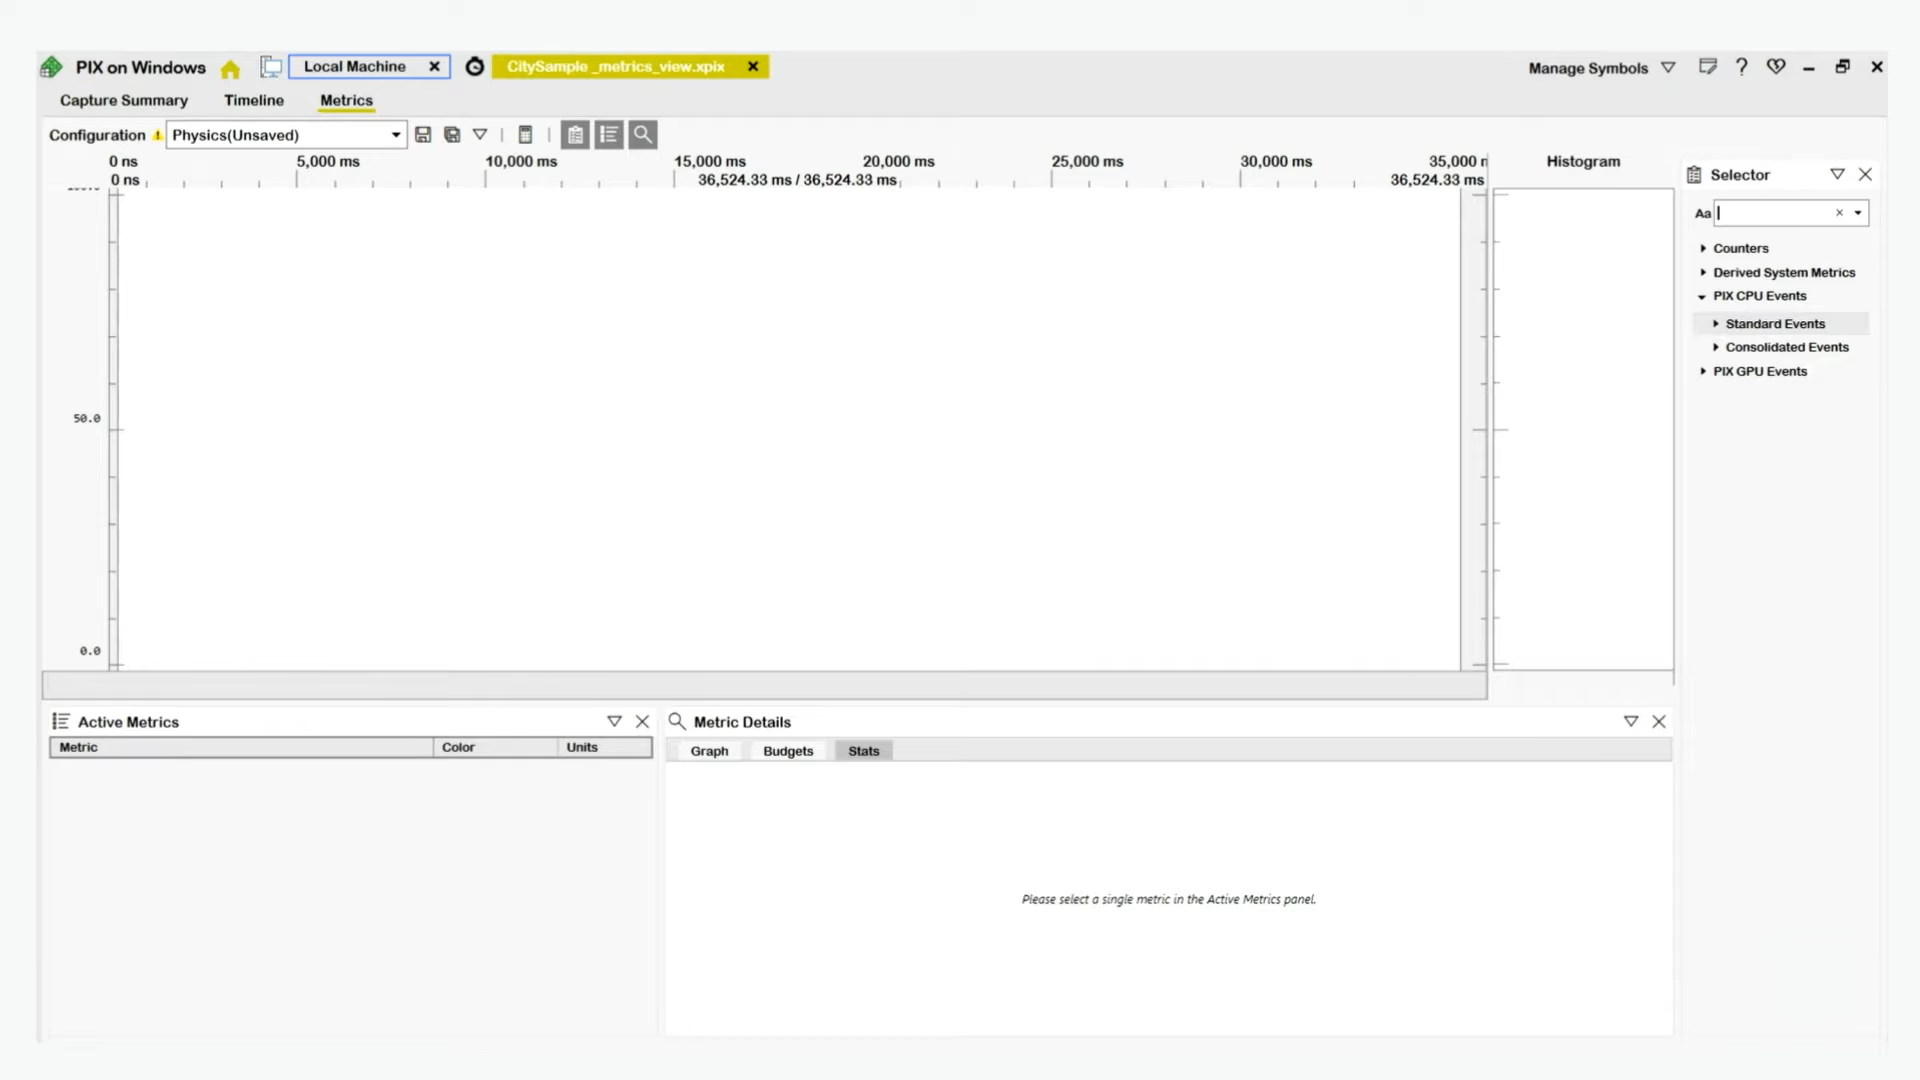 PIX on Windows
Local Machine
CitySample _metrics_view.xpix
Manage Symbols
Capture Summary
Timeline
Metrics
Configuration
Physics(Unsaved)
0 ns
5,000 ms
10,000 ms
15,000 ms
20,000 ms
25,000 ms
30,000 ms
35,000 n
0 ns
36,524.33 ms / 36,524.33 ms
36,524.33 ms
Histogram
50.0
0.0
Selector
Aa
Counters
Derived System Metrics
PIX CPU Events
Standard Events
Consolidated Events
PIX GPU Events
Active Metrics
Metric
Color
Units
Metric Details
Graph
Budgets
Stats
Please select a single metric in the Active Metrics panel.